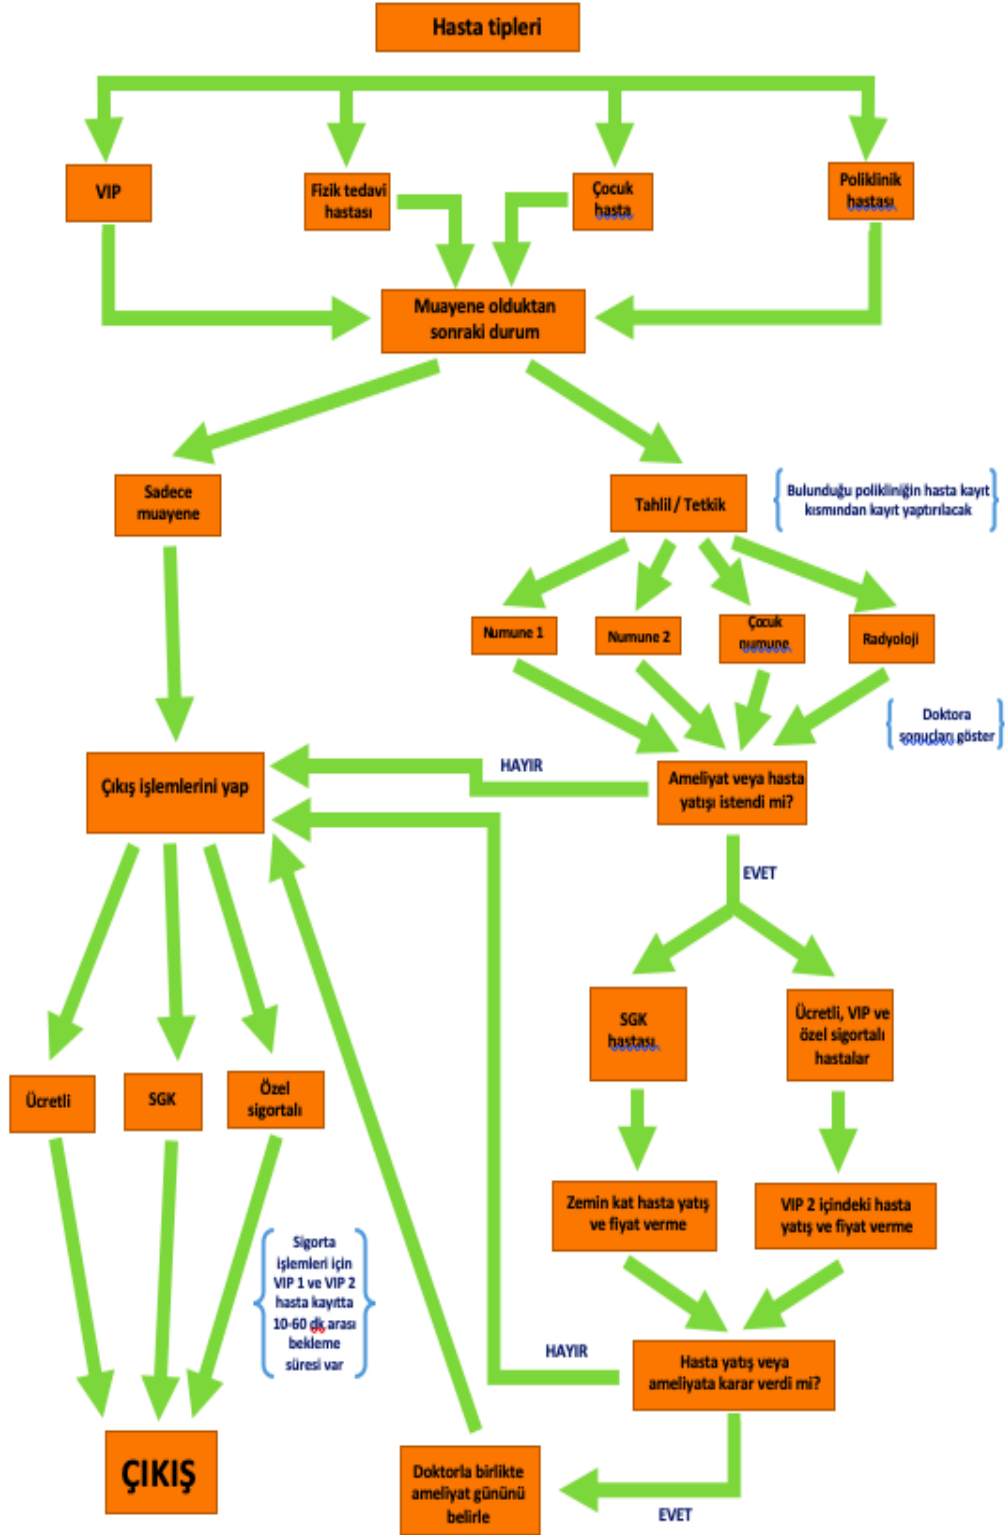 Hasta tipleri
VIP
Fizik tedavi
hastası
Çocuk
hasta
Poliklinik
hastası
Muayene olduktan
sonraki durum
Sadece
muayene
Tahlil / Tetkik
Bulunduğu polikliniğin hasta kayıt
kısmından kayıt yaptırılacak
Numune 1
Numune 2
Çocuk
numune
Radyoloji
Doktora
sonuçları göster
Çıkış işlemlerini yap
HAYIR
Ameliyat veya hasta
yatışı istendi mi?
EVET
SGK
hastası
Ücretli, VIP ve
özel sigortalı
hastalar
Ücretli
SGK
Özel
sigortalı
Zemin kat hasta yatış
ve fiyat verme
VIP 2 içindeki hasta
yatış ve fiyat verme
Sigorta
işlemleri için
VIP 1 ve VIP 2
hasta kayıtta
10-60 dk arası
bekleme
süresi var
HAYIR
Hasta yatış veya
ameliyata karar verdi mi?
ÇIKIŞ
Doktorla birlikte
ameliyat gününü
belirle
EVET